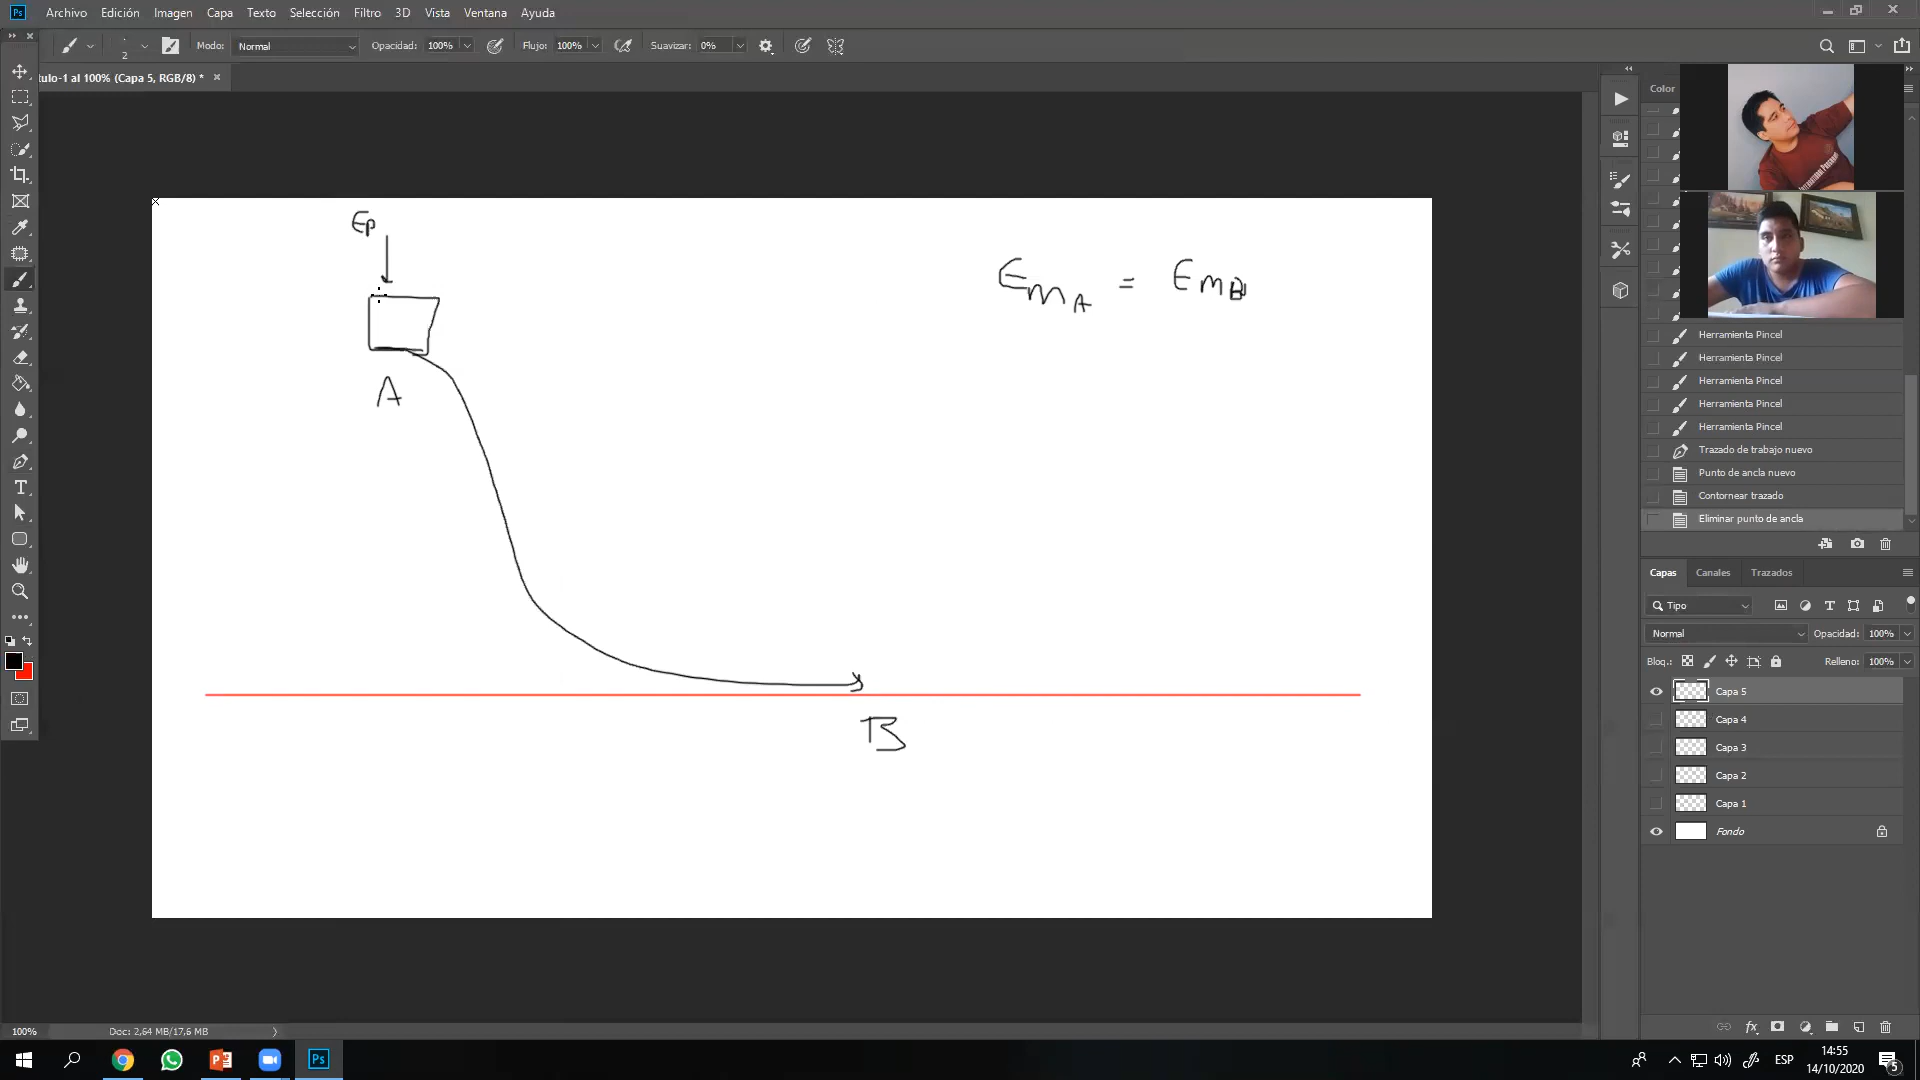 Ps Archivo Edición Imagen Capa Texto Selección Filtro 3D Vista Ventana Ayuda
2 Modo: Normal Opacidad: 100% Flujo: 100% Suavizar: 0%
tulo-1 al 100% (Capa 5, RGB/8) * ×
Color
Ep
EmA = EmB
A
B
Herramienta Pincel
Herramienta Pincel
Herramienta Pincel
Herramienta Pincel
Herramienta Pincel
Trazado de trabajo nuevo
Punto de ancla nuevo
Contornear trazado
Eliminar punto de ancla
Capas Canales Trazados
Tipo
Normal Opacidad: 100%
Bloq.: Relleno: 100%
Capa 5
Capa 4
Capa 3
Capa 2
Capa 1
Fondo
100% Doc: 2,64 MB/17,6 MB
ESP
14:55
14/10/2020
5